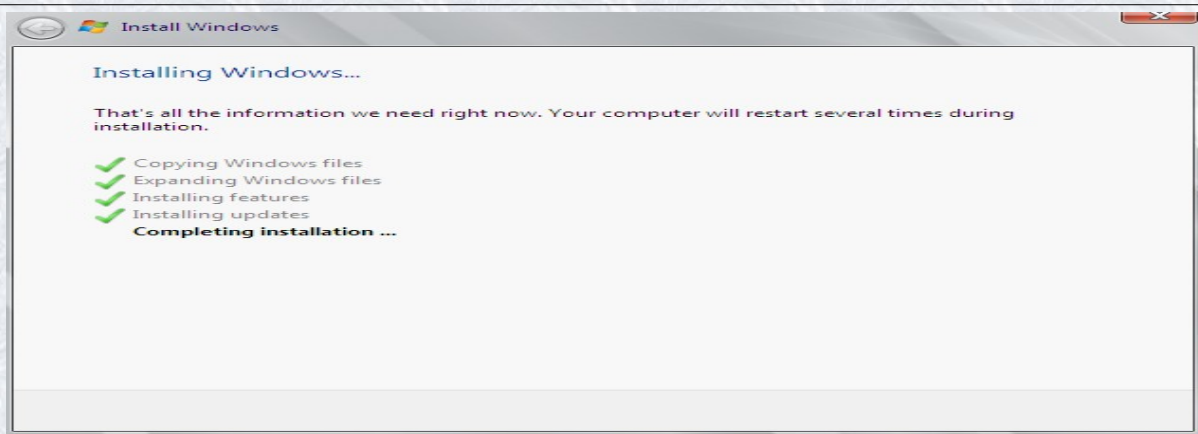 Install Windows
Installing Windows...
That's all the information we need right now. Your computer will restart several times during
installation.
Copying Windows files
Expanding Windows files
Installing features
Installing updates
Completing installation ...